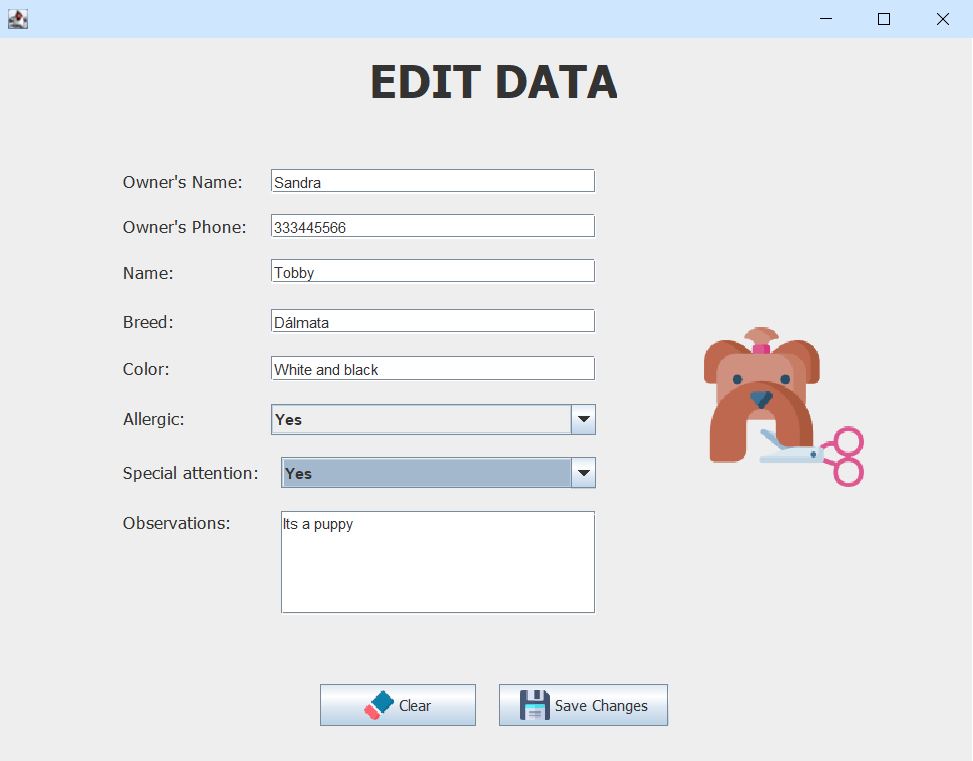 EDIT DATA
Owner's Name: Sandra
Owner's Phone: 333445566
Name: Tobby
Breed: Dálmata
Color: White and black
Allergic: Yes
Special attention: Yes
Observations: Its a puppy
Clear Save Changes